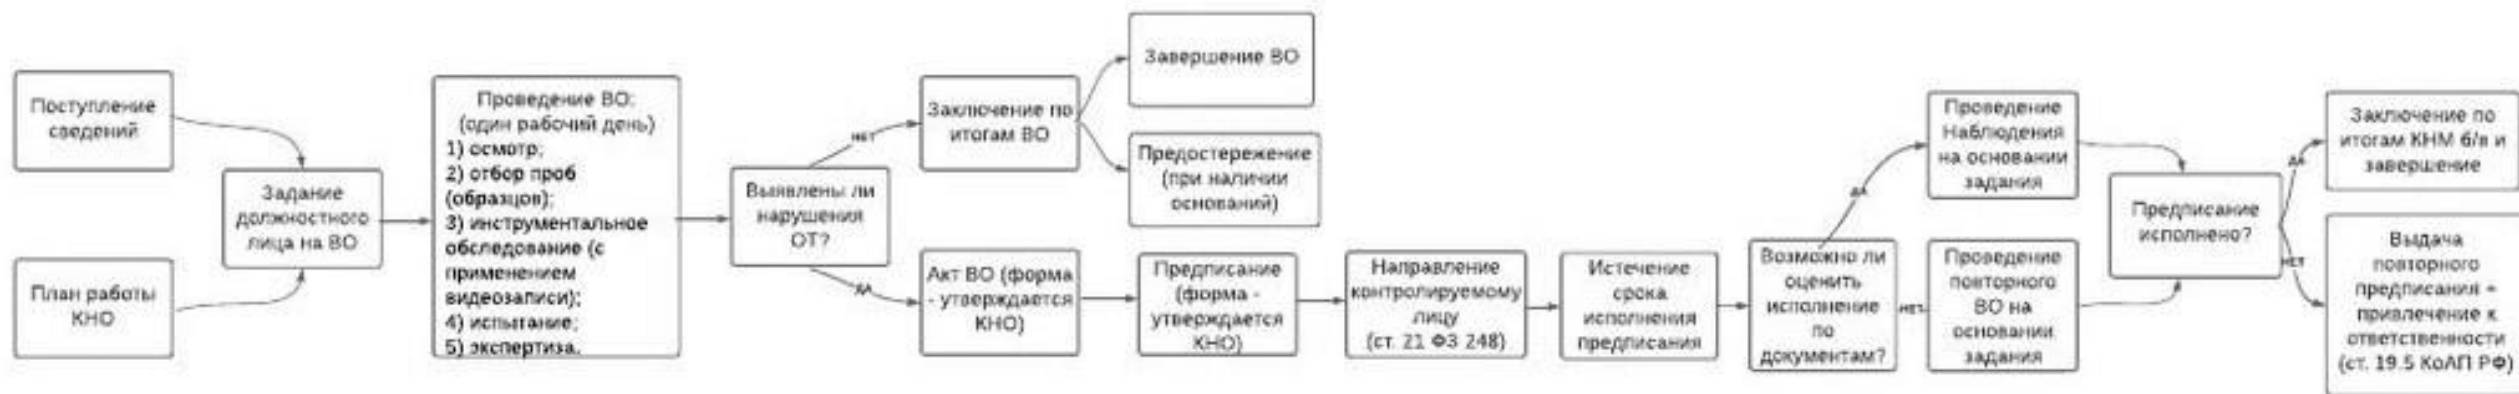 Поступление
сведений
План работы
КНО
Задание
должностного
лица на ВО
Проведение ВО:
(один рабочий день)
1) осмотр;
2) отбор проб
(образцов);
3) инструментальное
обследование (с
применением
видеозаписи);
4) испытание;
5) экспертиза.
Выявлены ли
нарушения
ОТ?
НЕТ
Заключение по
итогам ВО
Завершение ВО
Предостережение
(при наличии
оснований)
ДА
Акт ВО (форма
- утверждается
КНО)
Предписание
(форма -
утверждается
КНО)
Направление
контролируемому
лицу
(ст. 21 ФЗ 248)
Истечение
срока
исполнения
предписания
Возможно ли
оценить
исполнение
по
документам?
ДА
Проведение
Наблюдения
на основании
задания
НЕТ
Проведение
повторного
ВО на
основании
задания
Предписание
исполнено?
ДА
Заключение по
итогам КНМ б/в и
завершение
НЕТ
Выдача
повторного
предписания +
привлечение к
ответственности
(ст. 19.5 КоАП РФ)